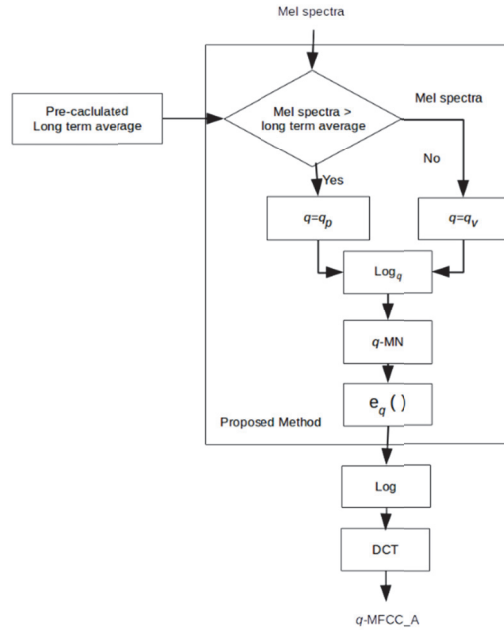 Mel spectra
Pre-caclulated
Long term average
Mel spectra >
long term average
Mel spectra
No
Yes
q=qp
q=qv
Logq
q-MN
eq()
Proposed Method
Log
DCT
q-MFCC_A